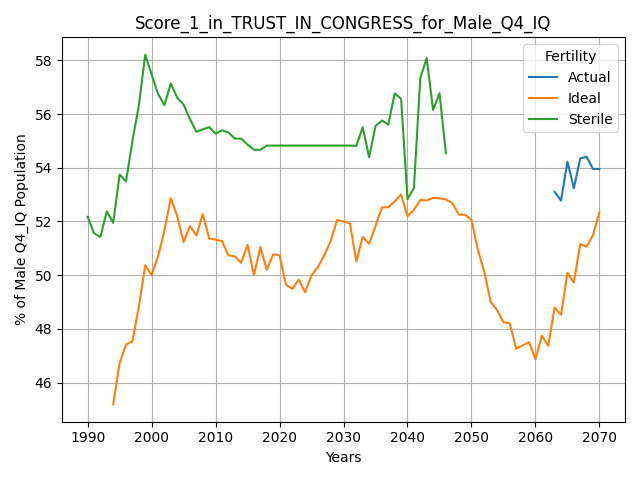 Score_1_in_TRUST_IN_CONGRESS_for_Male_Q4_IQ
% of Male Q4_IQ Population
58
56
54
52
50
48
46
Fertility
Actual
Ideal
Sterile
1990 2000 2010 2020 2030 2040 2050 2060 2070
Years